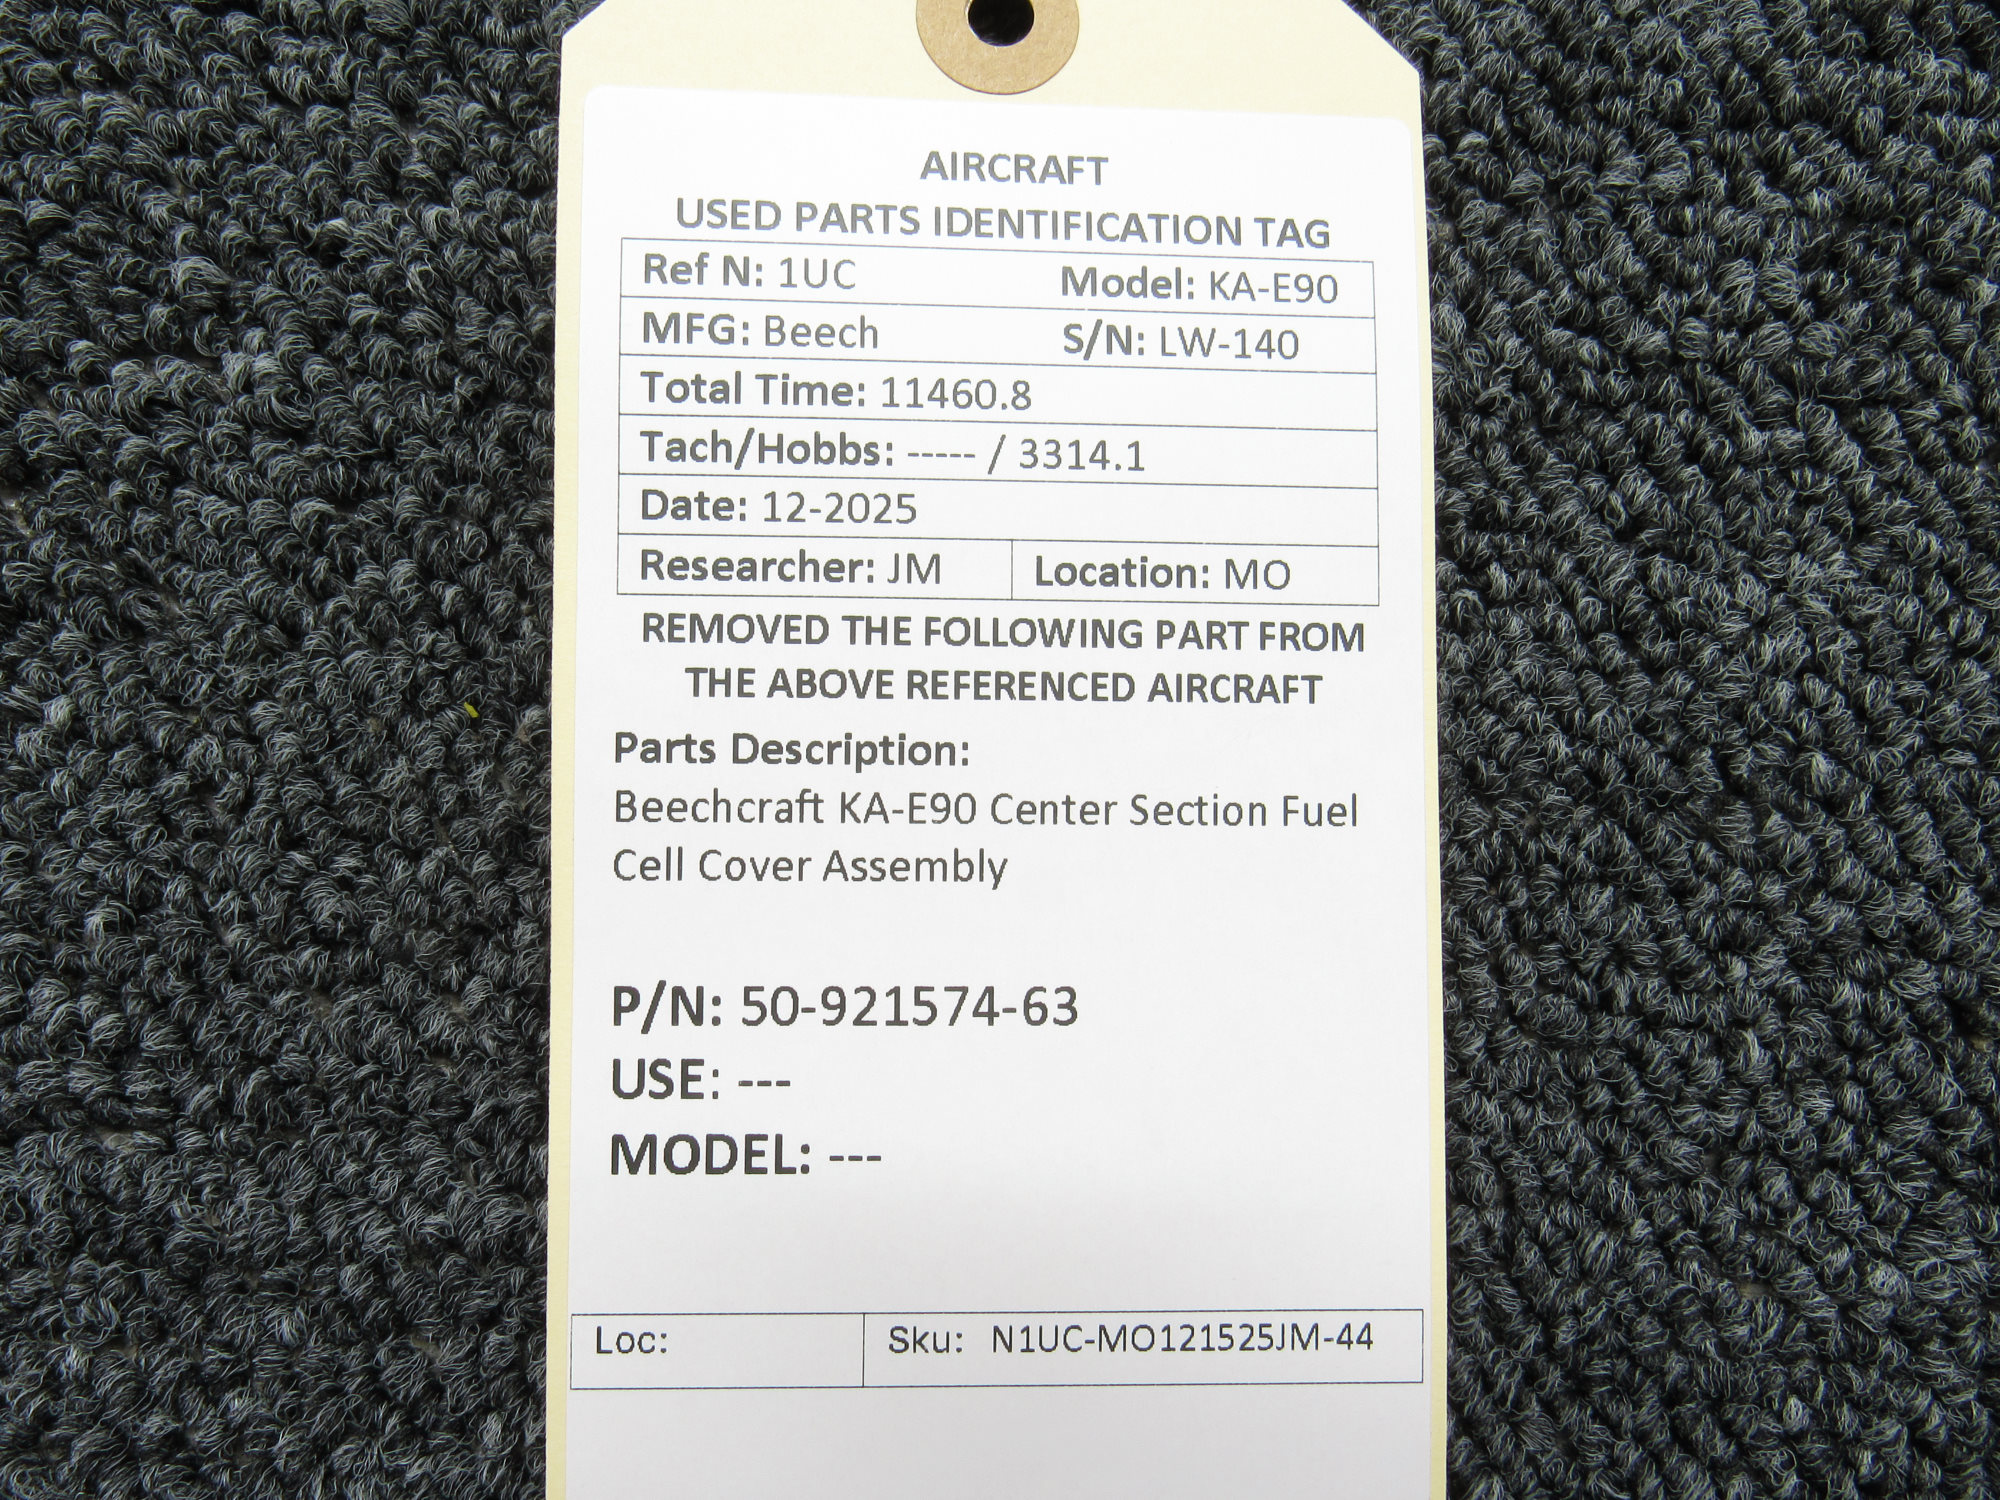 AIRCRAFT
USED PARTS IDENTIFICATION TAG
Ref N: 1UC Model: KA-E90
MFG: Beech S/N: LW-140
Total Time: 11460.8
Tach/Hobbs: ----- / 3314.1
Date: 12-2025
Researcher: JM Location: MO
REMOVED THE FOLLOWING PART FROM
THE ABOVE REFERENCED AIRCRAFT
Parts Description:
Beechcraft KA-E90 Center Section Fuel
Cell Cover Assembly
P/N: 50-921574-63
USE: ---
MODEL: ---
Loc: Sku: N1UC-MO121525JM-44